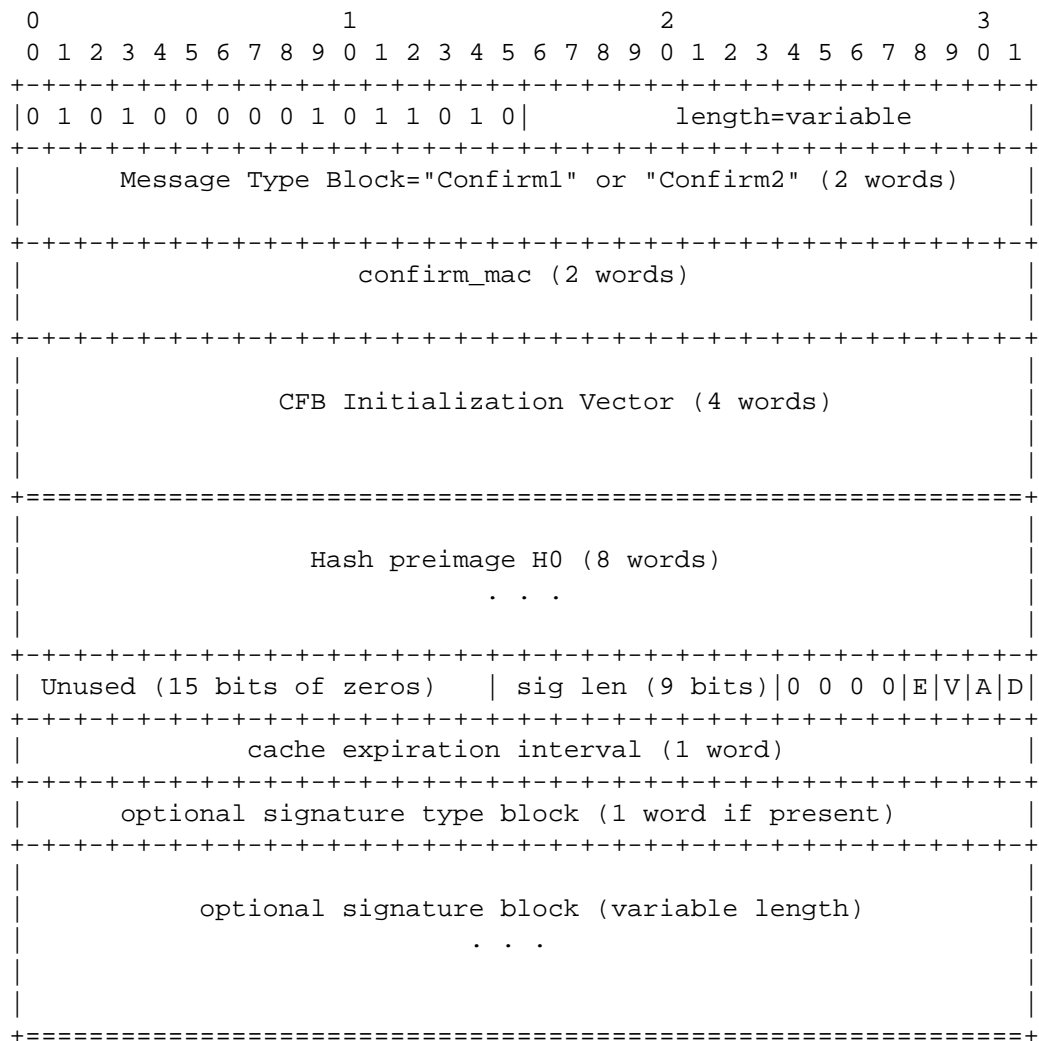 0                   1                   2                   3
 0 1 2 3 4 5 6 7 8 9 0 1 2 3 4 5 6 7 8 9 0 1 2 3 4 5 6 7 8 9 0 1
+-+-+-+-+-+-+-+-+-+-+-+-+-+-+-+-+-+-+-+-+-+-+-+-+-+-+-+-+-+-+-+-+
|0 1 0 1 0 0 0 0 0 1 0 1 1 0 1 0|         length=variable       |
+-+-+-+-+-+-+-+-+-+-+-+-+-+-+-+-+-+-+-+-+-+-+-+-+-+-+-+-+-+-+-+-+
|      Message Type Block="Confirm1" or "Confirm2" (2 words)    |
|                                                               |
+-+-+-+-+-+-+-+-+-+-+-+-+-+-+-+-+-+-+-+-+-+-+-+-+-+-+-+-+-+-+-+-+
|                     confirm_mac (2 words)                     |
|                                                               |
+-+-+-+-+-+-+-+-+-+-+-+-+-+-+-+-+-+-+-+-+-+-+-+-+-+-+-+-+-+-+-+-+
|                                                               |
|                CFB Initialization Vector (4 words)            |
|                                                               |
|                                                               |
+===============================================================+
|                                                               |
|                  Hash preimage H0 (8 words)                   |
|                             . . .                             |
|                                                               |
+-+-+-+-+-+-+-+-+-+-+-+-+-+-+-+-+-+-+-+-+-+-+-+-+-+-+-+-+-+-+-+-+
| Unused (15 bits of zeros)   | sig len (9 bits)|0 0 0 0|E|V|A|D|
+-+-+-+-+-+-+-+-+-+-+-+-+-+-+-+-+-+-+-+-+-+-+-+-+-+-+-+-+-+-+-+-+
|              cache expiration interval (1 word)               |
+-+-+-+-+-+-+-+-+-+-+-+-+-+-+-+-+-+-+-+-+-+-+-+-+-+-+-+-+-+-+-+-+
|      optional signature type block (1 word if present)        |
+-+-+-+-+-+-+-+-+-+-+-+-+-+-+-+-+-+-+-+-+-+-+-+-+-+-+-+-+-+-+-+-+
|                                                               |
|           optional signature block (variable length)          |
|                            . . .                              |
|                                                               |
|                                                               |
+===============================================================+